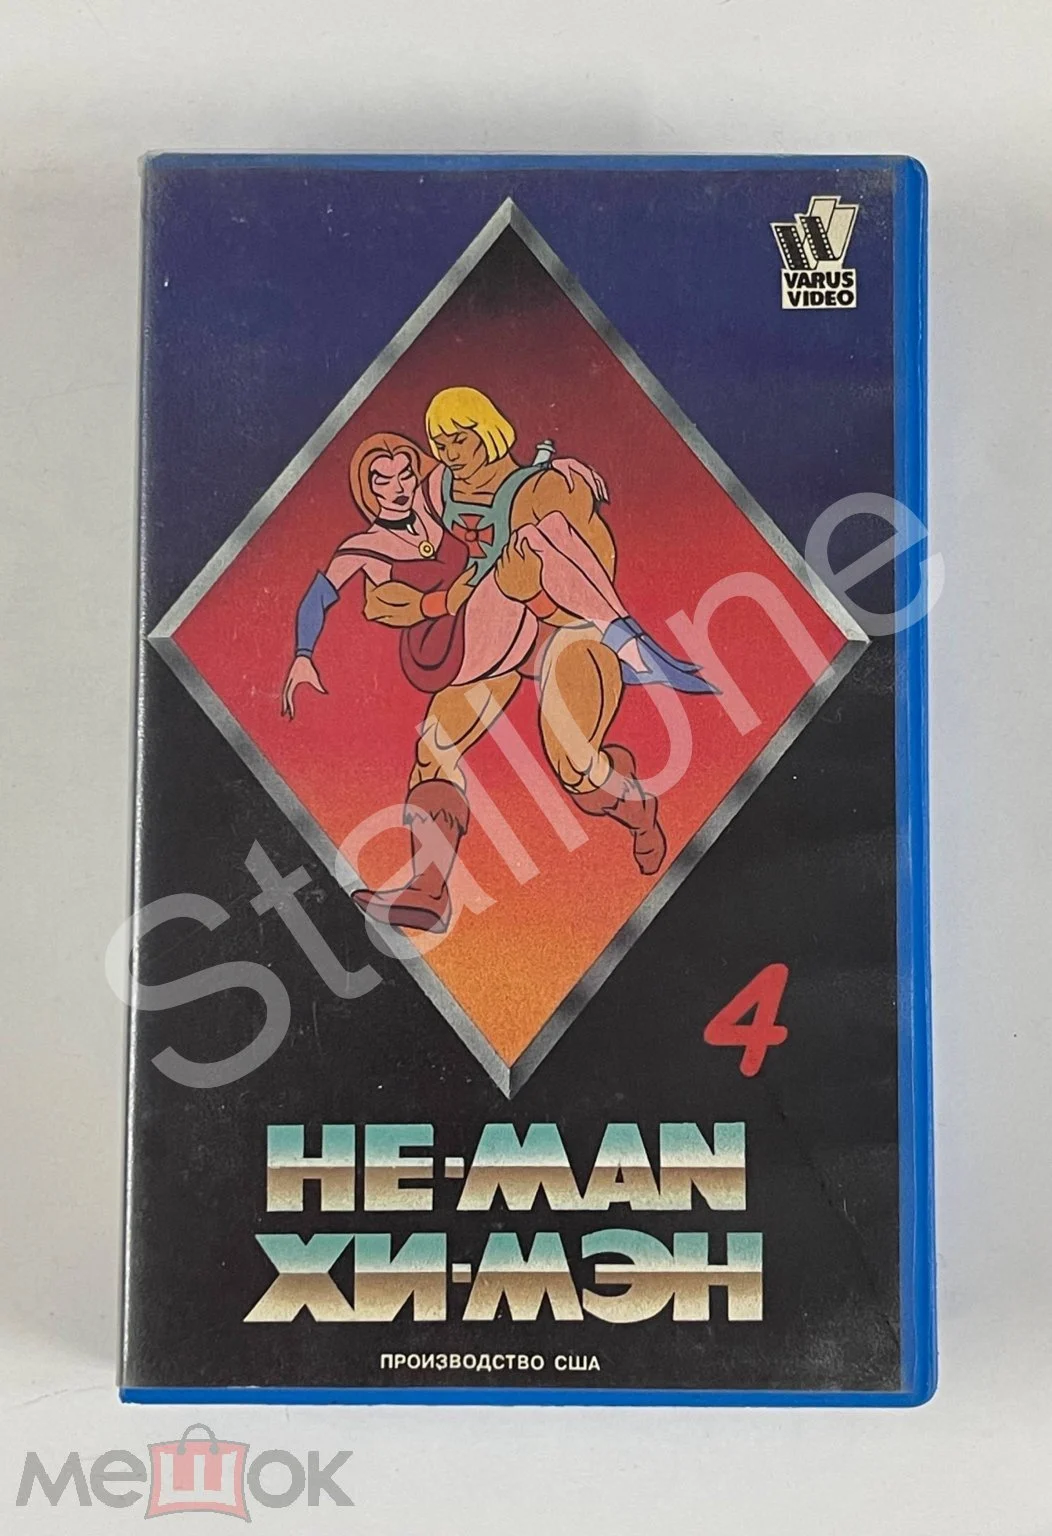 VARUS
VIDEO
Stallone
4
HE-MAN
ХИ-МЭН
ПРОИЗВОДСТВО США
мешок